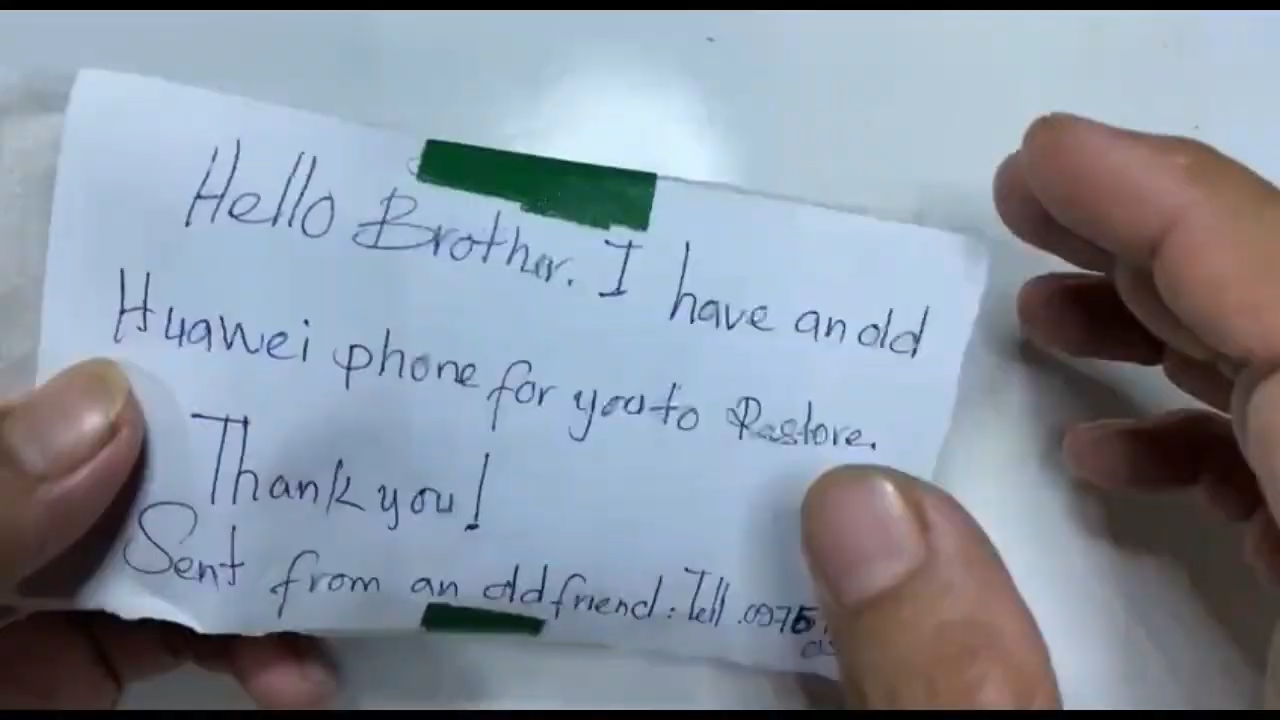 Hello Brother. I have an old
Huawei phone for you to Restore.
Thank you!
Sent from an old friend. Tell .0975